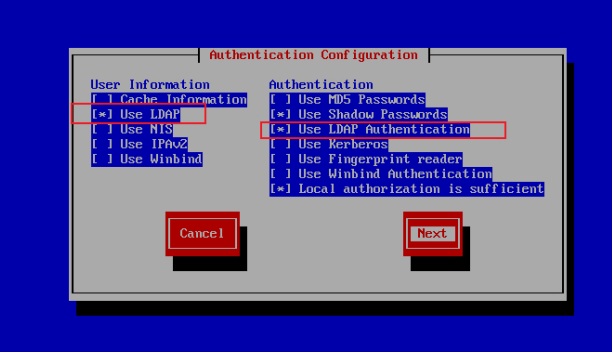 Authentication Configuration
User Information
[ ] Cache Information
[*] Use LDAP
[ ] Use NIS
[ ] Use IPAv2
[ ] Use Winbind
Authentication
[ ] Use MD5 Passwords
[*] Use Shadow Passwords
[*] Use LDAP Authentication
[ ] Use Kerberos
[ ] Use Fingerprint reader
[ ] Use Winbind Authentication
[*] Local authorization is sufficient
Cancel
Next